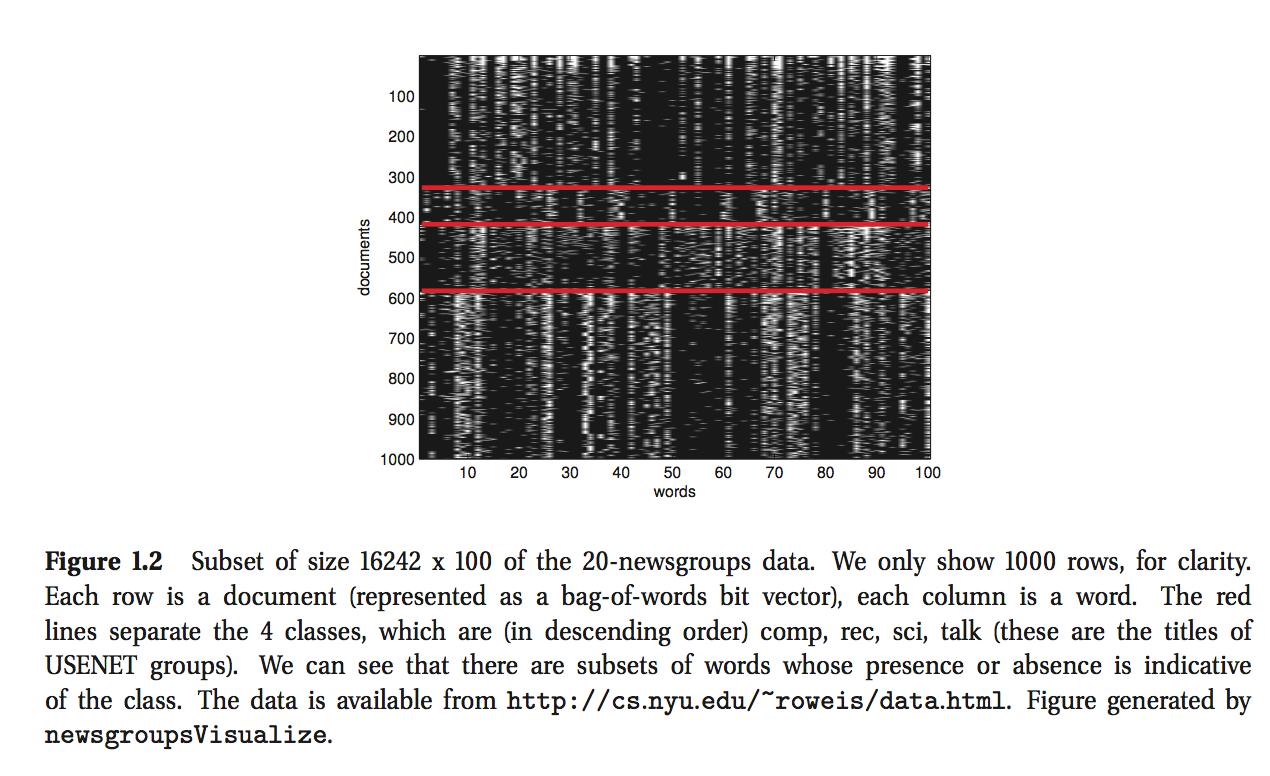 100
200
300
400
500
600
700
800
900
1000
documents
10 20 30 40 50 60 70 80 90 100
words
Figure 1.2 Subset of size 16242 x 100 of the 20-newsgroups data. We only show 1000 rows, for clarity.
Each row is a document (represented as a bag-of-words bit vector), each column is a word. The red
lines separate the 4 classes, which are (in descending order) comp, rec, sci, talk (these are the titles of
USENET groups). We can see that there are subsets of words whose presence or absence is indicative
of the class. The data is available from http://cs.nyu.edu/~roweis/data.html. Figure generated by
newsgroupsVisualize.